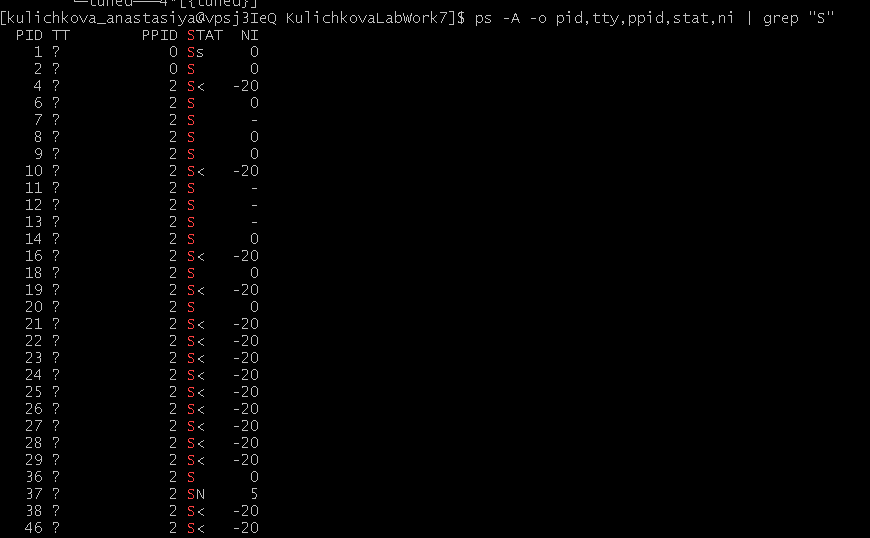 └─tuned───4*[{tuned}]
[kulichkova_anastasiya@vpsj3IeQ KulichkovaLabWork7]$ ps -A -o pid,tty,ppid,stat,ni | grep "S"
PID TT PPID STAT NI
1 ? 0 Ss 0
2 ? 0 S 0
4 ? 2 S< -20
6 ? 2 S 0
7 ? 2 S -
8 ? 2 S 0
9 ? 2 S 0
10 ? 2 S< -20
11 ? 2 S -
12 ? 2 S -
13 ? 2 S -
14 ? 2 S 0
16 ? 2 S< -20
18 ? 2 S 0
19 ? 2 S< -20
20 ? 2 S 0
21 ? 2 S< -20
22 ? 2 S< -20
23 ? 2 S< -20
24 ? 2 S< -20
25 ? 2 S< -20
26 ? 2 S< -20
27 ? 2 S< -20
28 ? 2 S< -20
29 ? 2 S< -20
36 ? 2 S 0
37 ? 2 SN 5
38 ? 2 S< -20
46 ? 2 S< -20